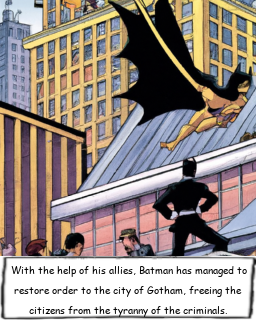 With the help of his allies, Batman has managed to
restore order to the city of Gotham, freeing the
citizens from the tyranny of the criminals.